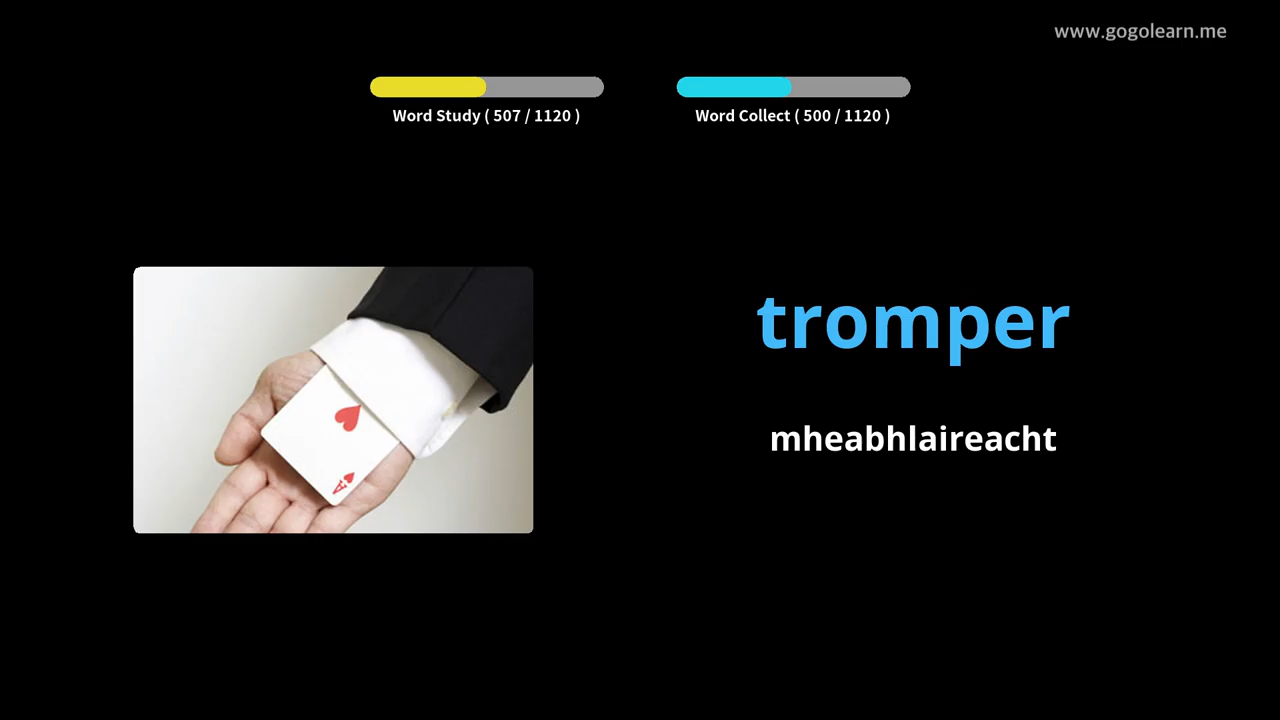 www.gogolearn.me
Word Study ( 507 / 1120 )
Word Collect ( 500 / 1120 )
tromper
mheabhlaireacht
A